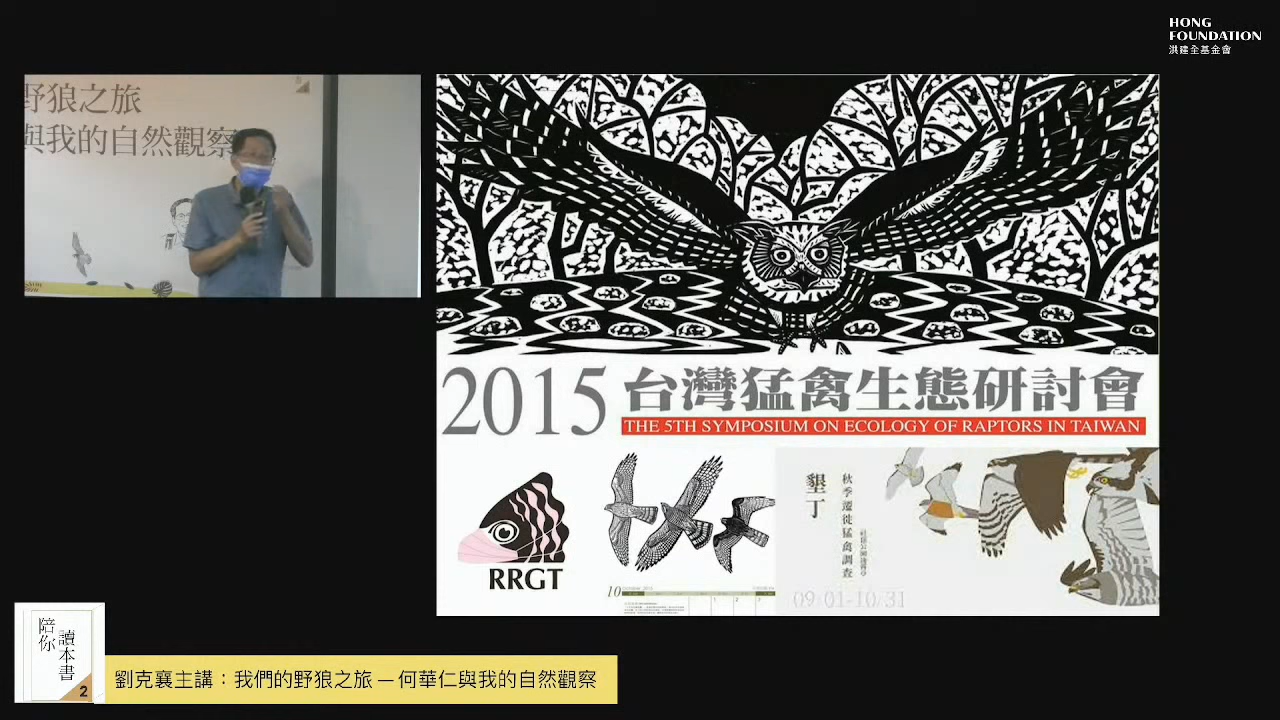 HONG
FOUNDATION
洪建全基金會
野狼之旅
與我的自然觀察
2015
台灣猛禽生態研討會
THE 5TH SYMPOSIUM ON ECOLOGY OF RAPTORS IN TAIWAN
RRGT
10
墾丁
秋季遷徙猛禽調查
09.01-10.31
陪你
讀本書
2
劉克襄主講：我們的野狼之旅 — 何華仁與我的自然觀察